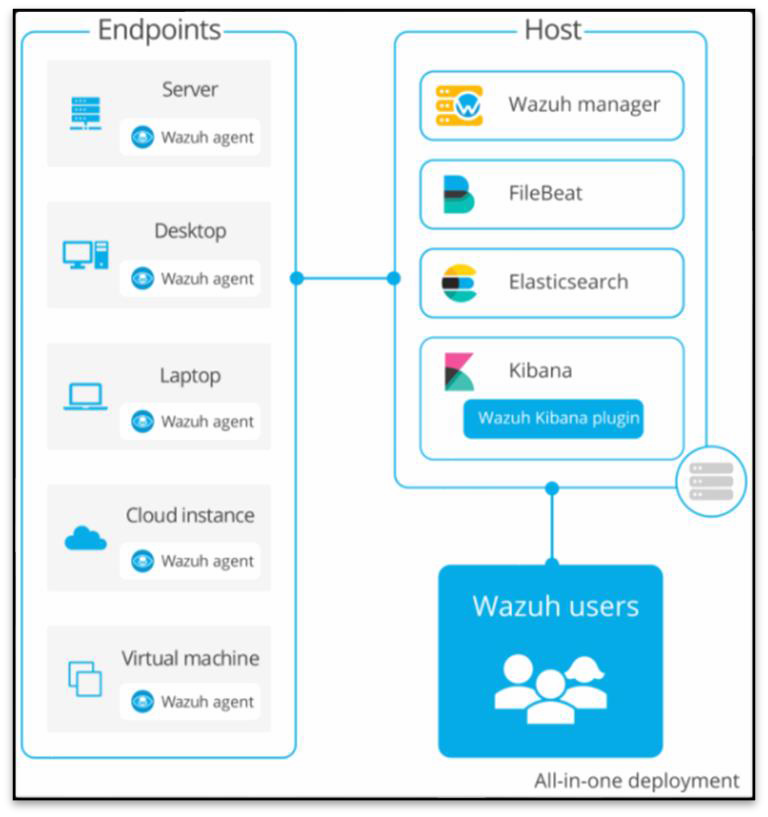 Endpoints
Server
Wazuh agent
Desktop
Wazuh agent
Laptop
Wazuh agent
Cloud instance
Wazuh agent
Virtual machine
Wazuh agent
Host
Wazuh manager
FileBeat
Elasticsearch
Kibana
Wazuh Kibana plugin
Wazuh users
All-in-one deployment